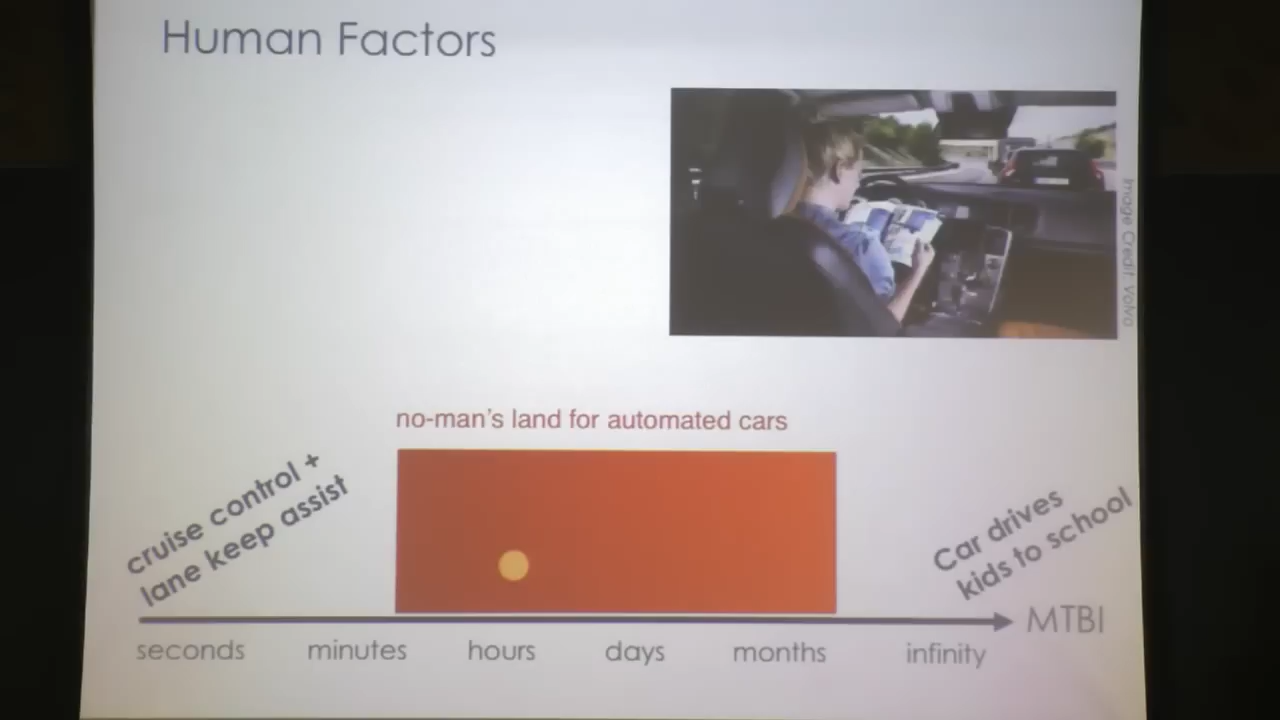 Human Factors
Image Credit: Volvo
no-man's land for automated cars
cruise control +
lane keep assist
Car drives
kids to school
MTBI
seconds minutes hours days months infinity